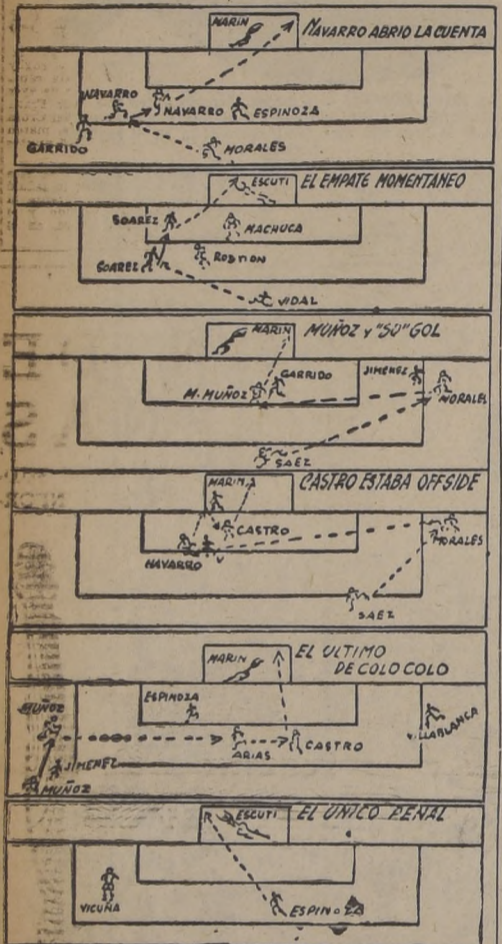 MARIN
NAVARRO ABRIO LA CUENTA
NAVARRO
NAVARRO
ESPINOZA
GARRIDO
MORALES
ESCUTI
EL EMPATE MOMENTANEO
SOAREZ
MACHUCA
SOAREZ
VIDAL
MARIN
MUÑOZ Y "SU" GOL
GARRIDO
JIMENEZ
M. MUÑOZ
MORALES
SAEZ
MARIN
CASTRO ESTABA OFFSIDE
CASTRO
MORALES
NAVARRO
SAEZ
MARIN
EL ULTIMO
DE COLO COLO
ESPINOZA
MUÑOZ
VILLABLANCA
ARIAS
CASTRO
JIMENEZ
MUÑOZ
ESCUTI
EL UNICO PENAL
VICUÑA
ESPINOZA